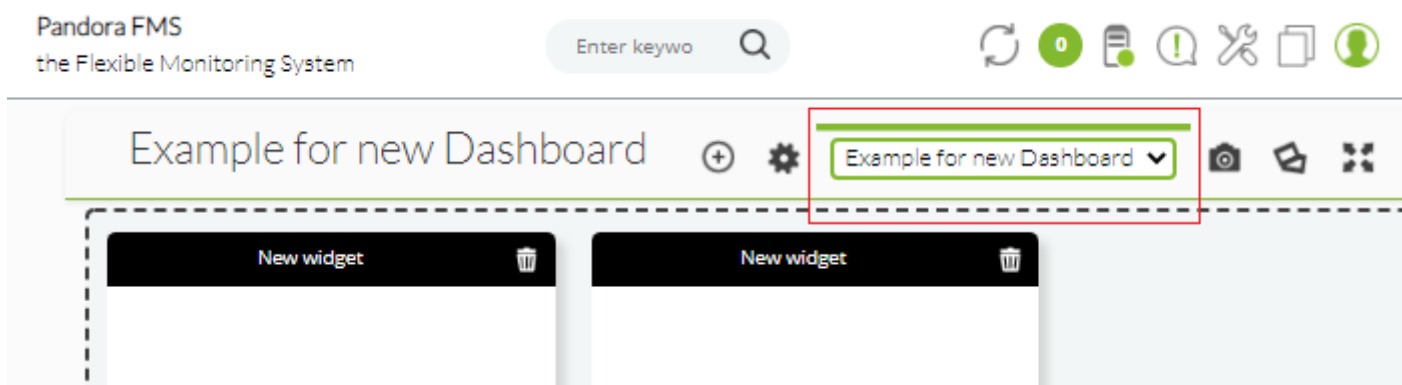 Pandora FMS
the Flexible Monitoring System
Enter keywo
0
Example for new Dashboard
Example for new Dashboard
New widget
New widget